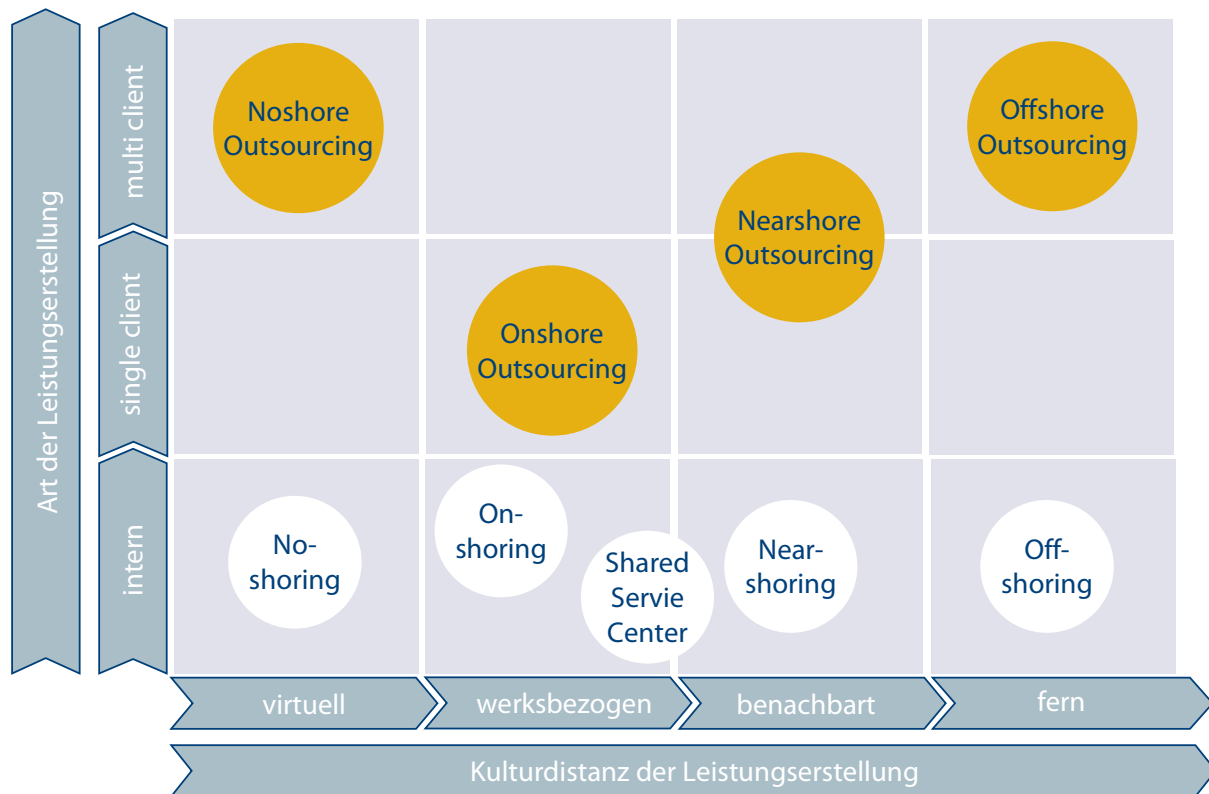 Art der Leistungserstellung
multi client
single client
intern
Noshore
Outsourcing
Offshore
Outsourcing
Nearshore
Outsourcing
Onshore
Outsourcing
No-
shoring
On-
shoring
Shared
Servie
Center
Near-
shoring
Off-
shoring
virtuell
werksbezogen
benachbart
fern
Kulturdistanz der Leistungserstellung